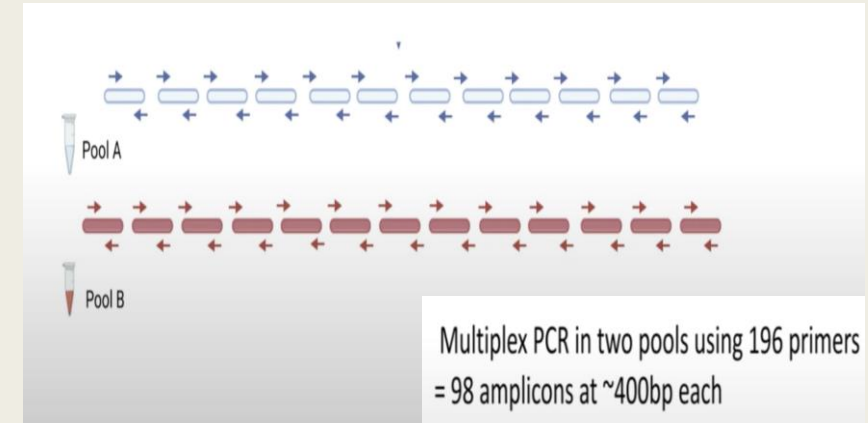 Pool A
Pool B
Multiplex PCR in two pools using 196 primers
= 98 amplicons at ~400bp each